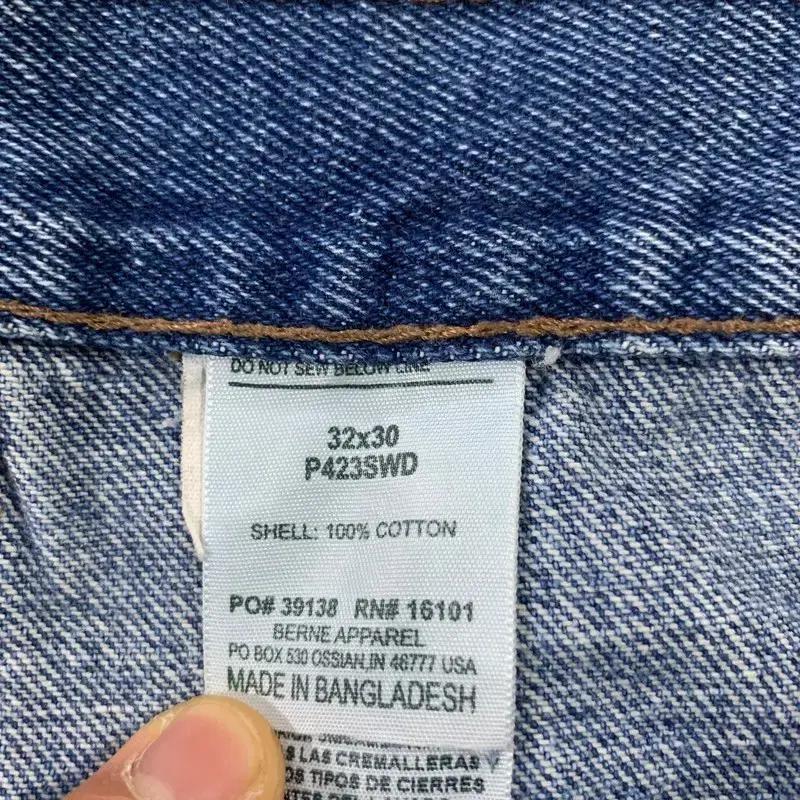 DO NOT SEW BELOW LINE
32x30
P423SWD
SHELL: 100% COTTON
PO# 39138 RN# 16101
BERNE APPAREL
PO BOX 530 OSSIAN,IN 46777 USA
MADE IN BANGLADESH
LAS CREMALLERAS Y
OS TIPOS DE CIERRES